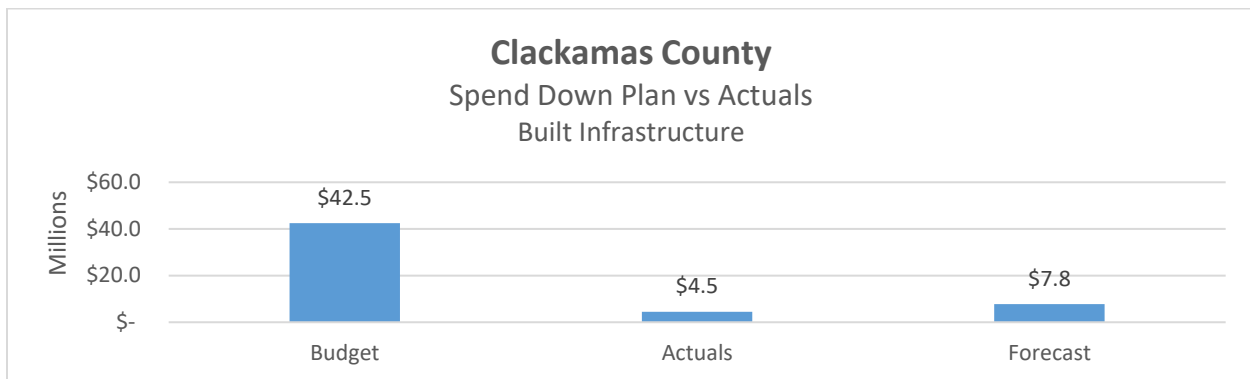 Clackamas County
Spend Down Plan vs Actuals
Built Infrastructure
Millions
$60.0
$40.0
$20.0
$-
$42.5
$4.5
$7.8
Budget
Actuals
Forecast